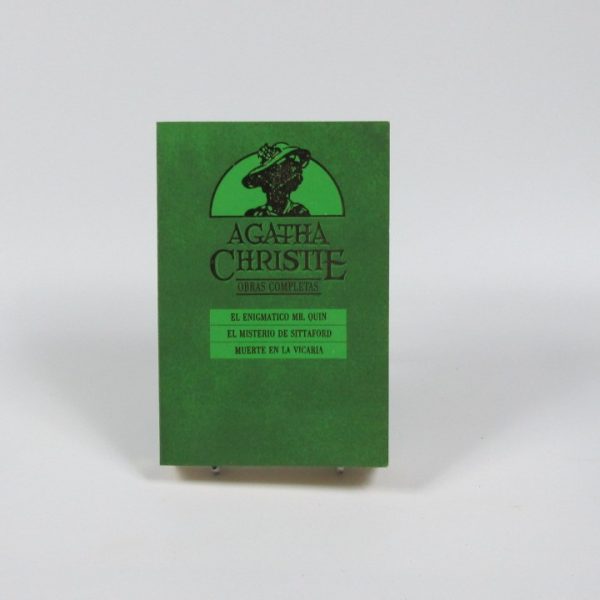 AGATHA
CHRISTIE
OBRAS COMPLETAS
EL ENIGMATICO MR. QUIN
EL MISTERIO DE SITTAFORD
MUERTE EN LA VICARIA